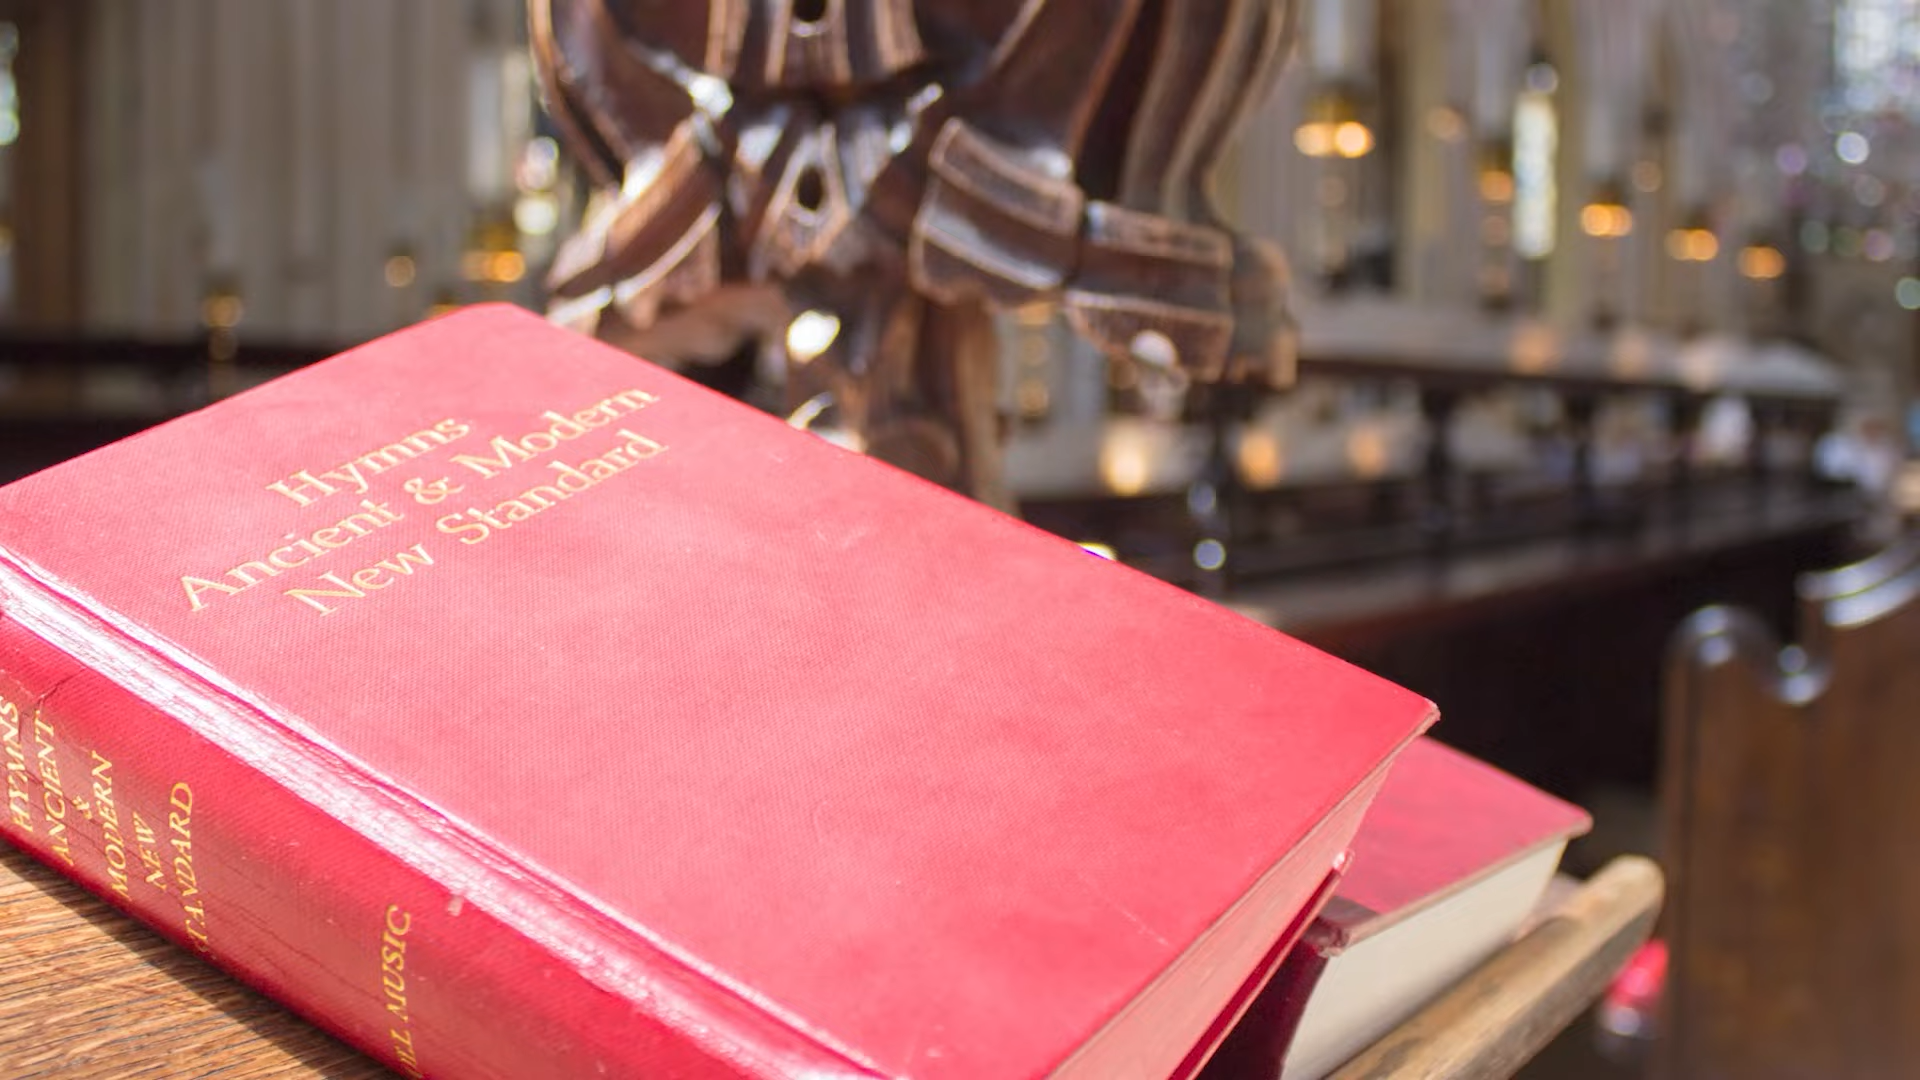 Hymns
Ancient & Modern
New Standard
HYMNS
ANCIENT
&
MODERN
NEW
STANDARD
MUSIC